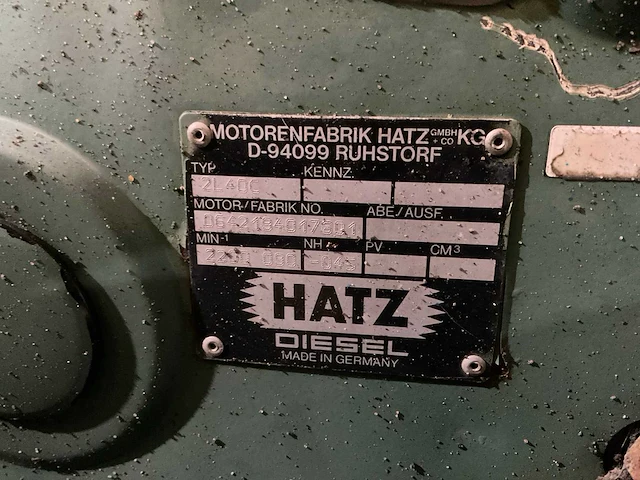 MOTORENFABRIK HATZ GMBH + CO KG
D-94099 RUHSTORF
TYP KENNZ.
2L40C
MOTOR/FABRIK NO. ABE/AUSF.
MIN-1 NH PV CM3
HATZ
DIESEL
MADE IN GERMANY